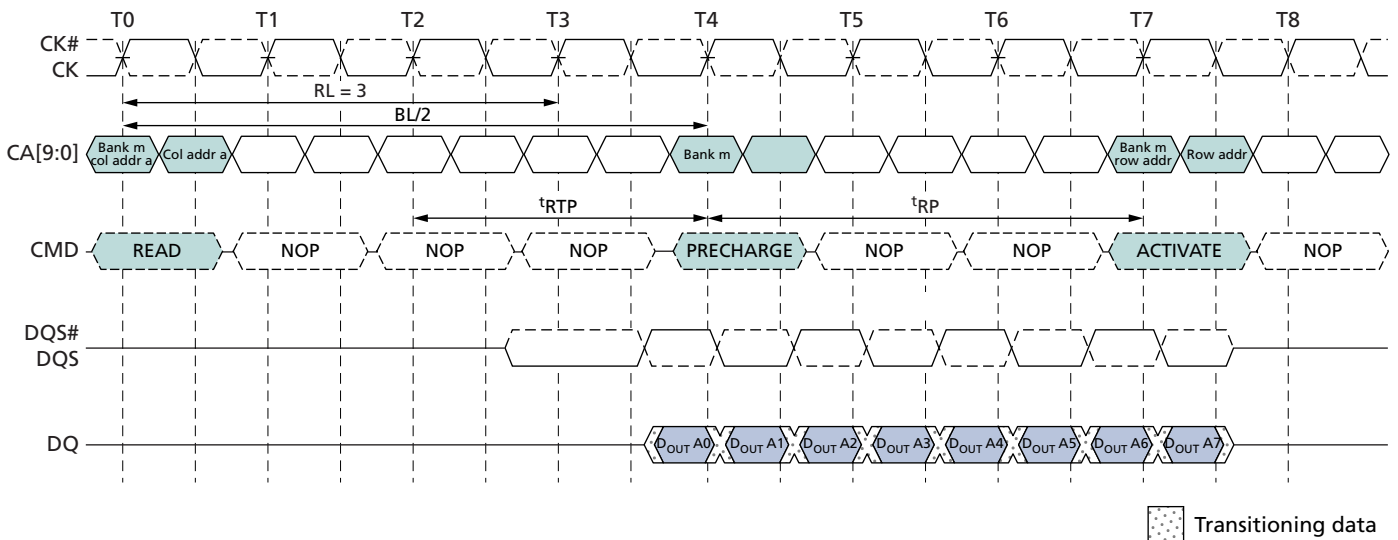 T0 T1 T2 T3 T4 T5 T6 T7 T8
CK#
CK
RL = 3
BL/2
CA[9:0] Bank m col addr a Col addr a Bank m Bank m row addr Row addr
tRTP tRP
CMD READ NOP NOP NOP PRECHARGE NOP NOP ACTIVATE NOP
DQS#
DQS
DQ DOUT A0 DOUT A1 DOUT A2 DOUT A3 DOUT A4 DOUT A5 DOUT A6 DOUT A7
Transitioning data